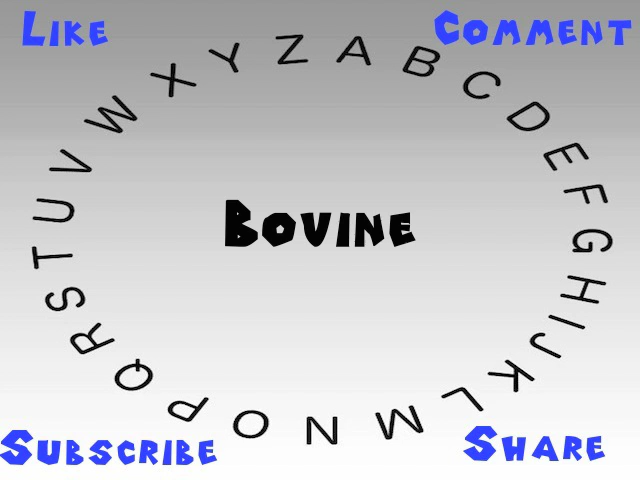 Like
Comment
A B C D E F G H I J K L M N O P Q R S T U V W X Y Z
Bovine
Subscribe
Share